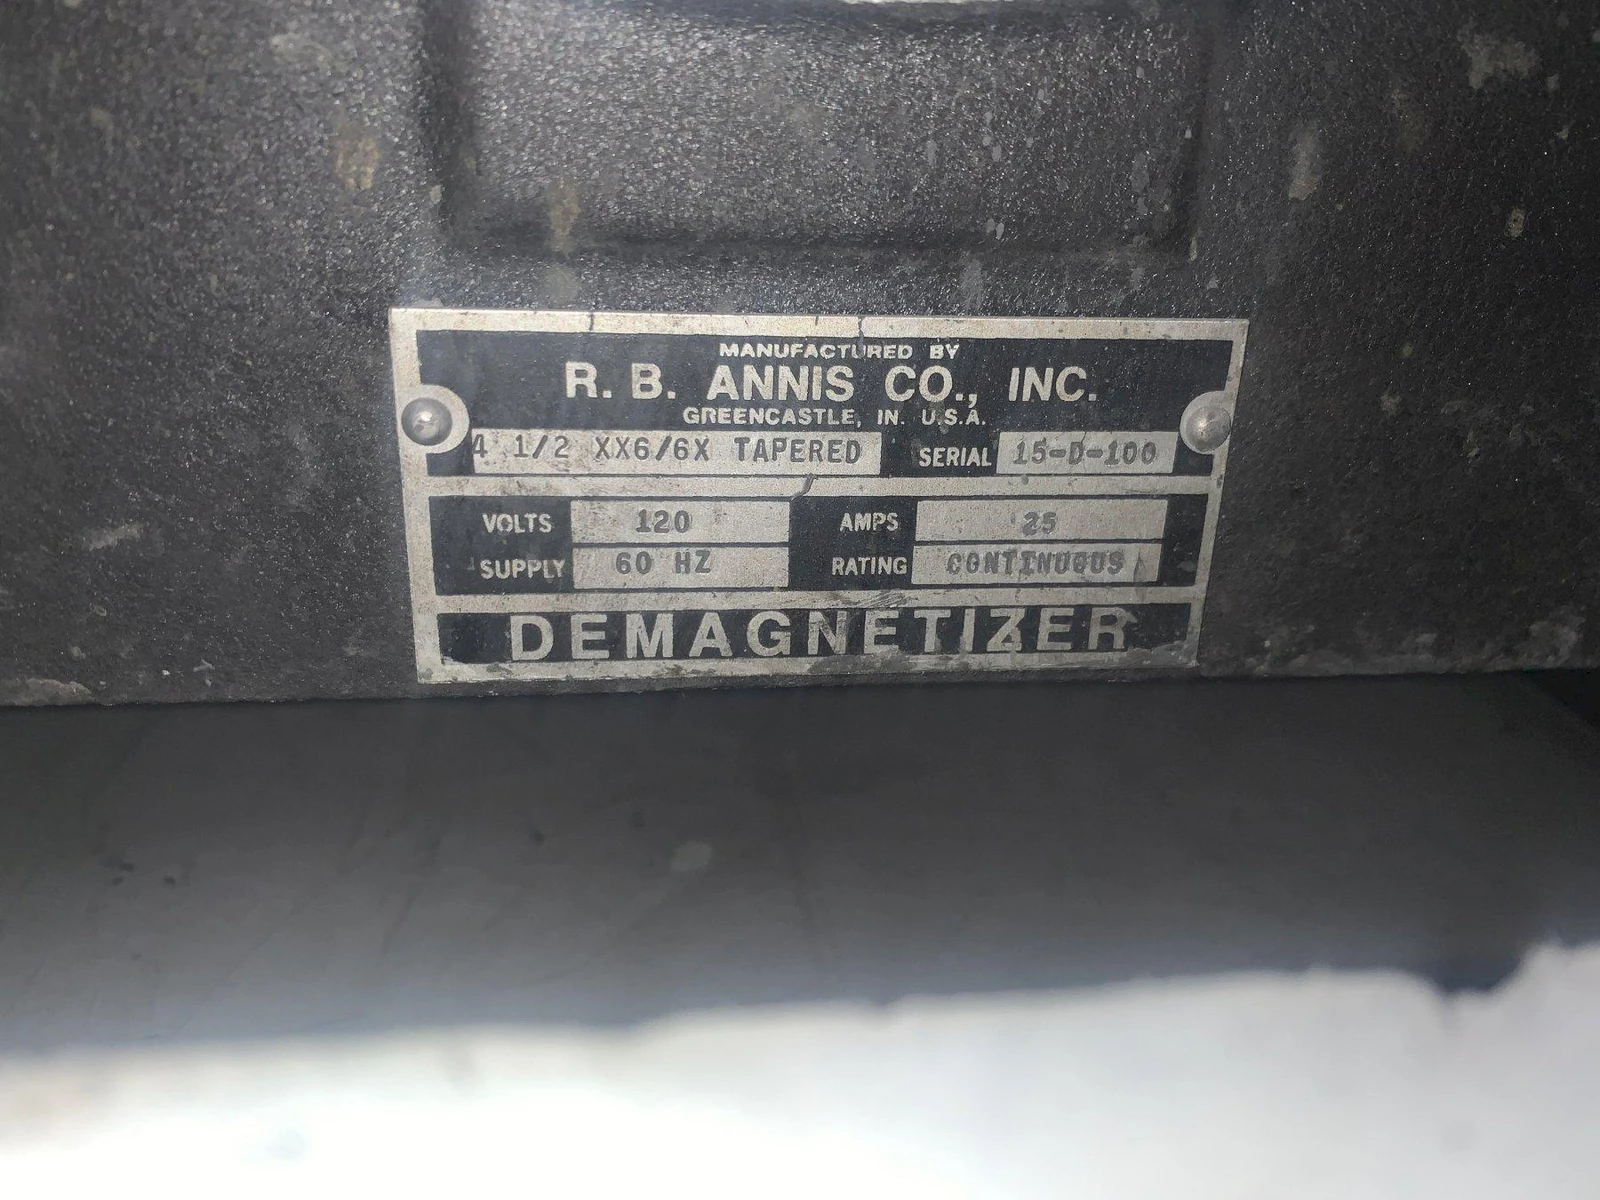 MANUFACTURED BY
R. B. ANNIS CO., INC.
GREENCASTLE, IN. U.S.A.
4 1/2 XX6/6X TAPERED SERIAL 15-D-100
VOLTS 120 AMPS 25
SUPPLY 60 HZ RATING CONTINUOUS
DEMAGNETIZER